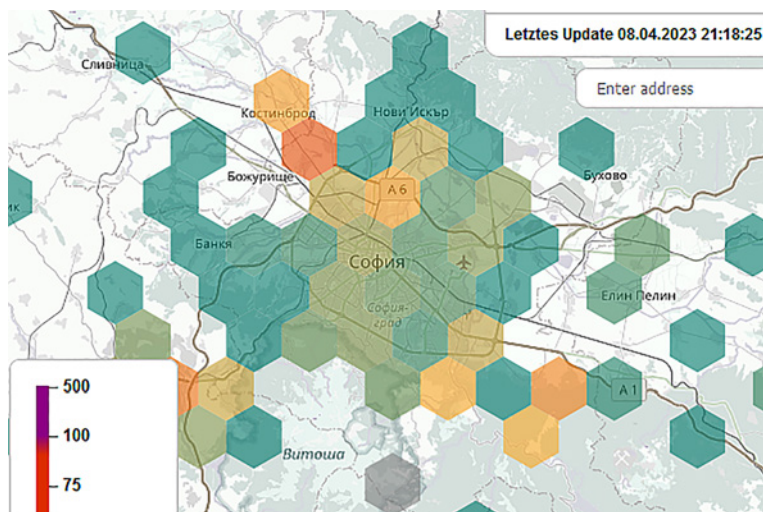 Letztes Update 08.04.2023 21:18:25
Enter address
Сливница
Костинброд
Нови Искър
Божурище
Бухово
A 6
ик
Банкя
София
София-
град
Елин Пелин
A 1
Витоша
500
100
75